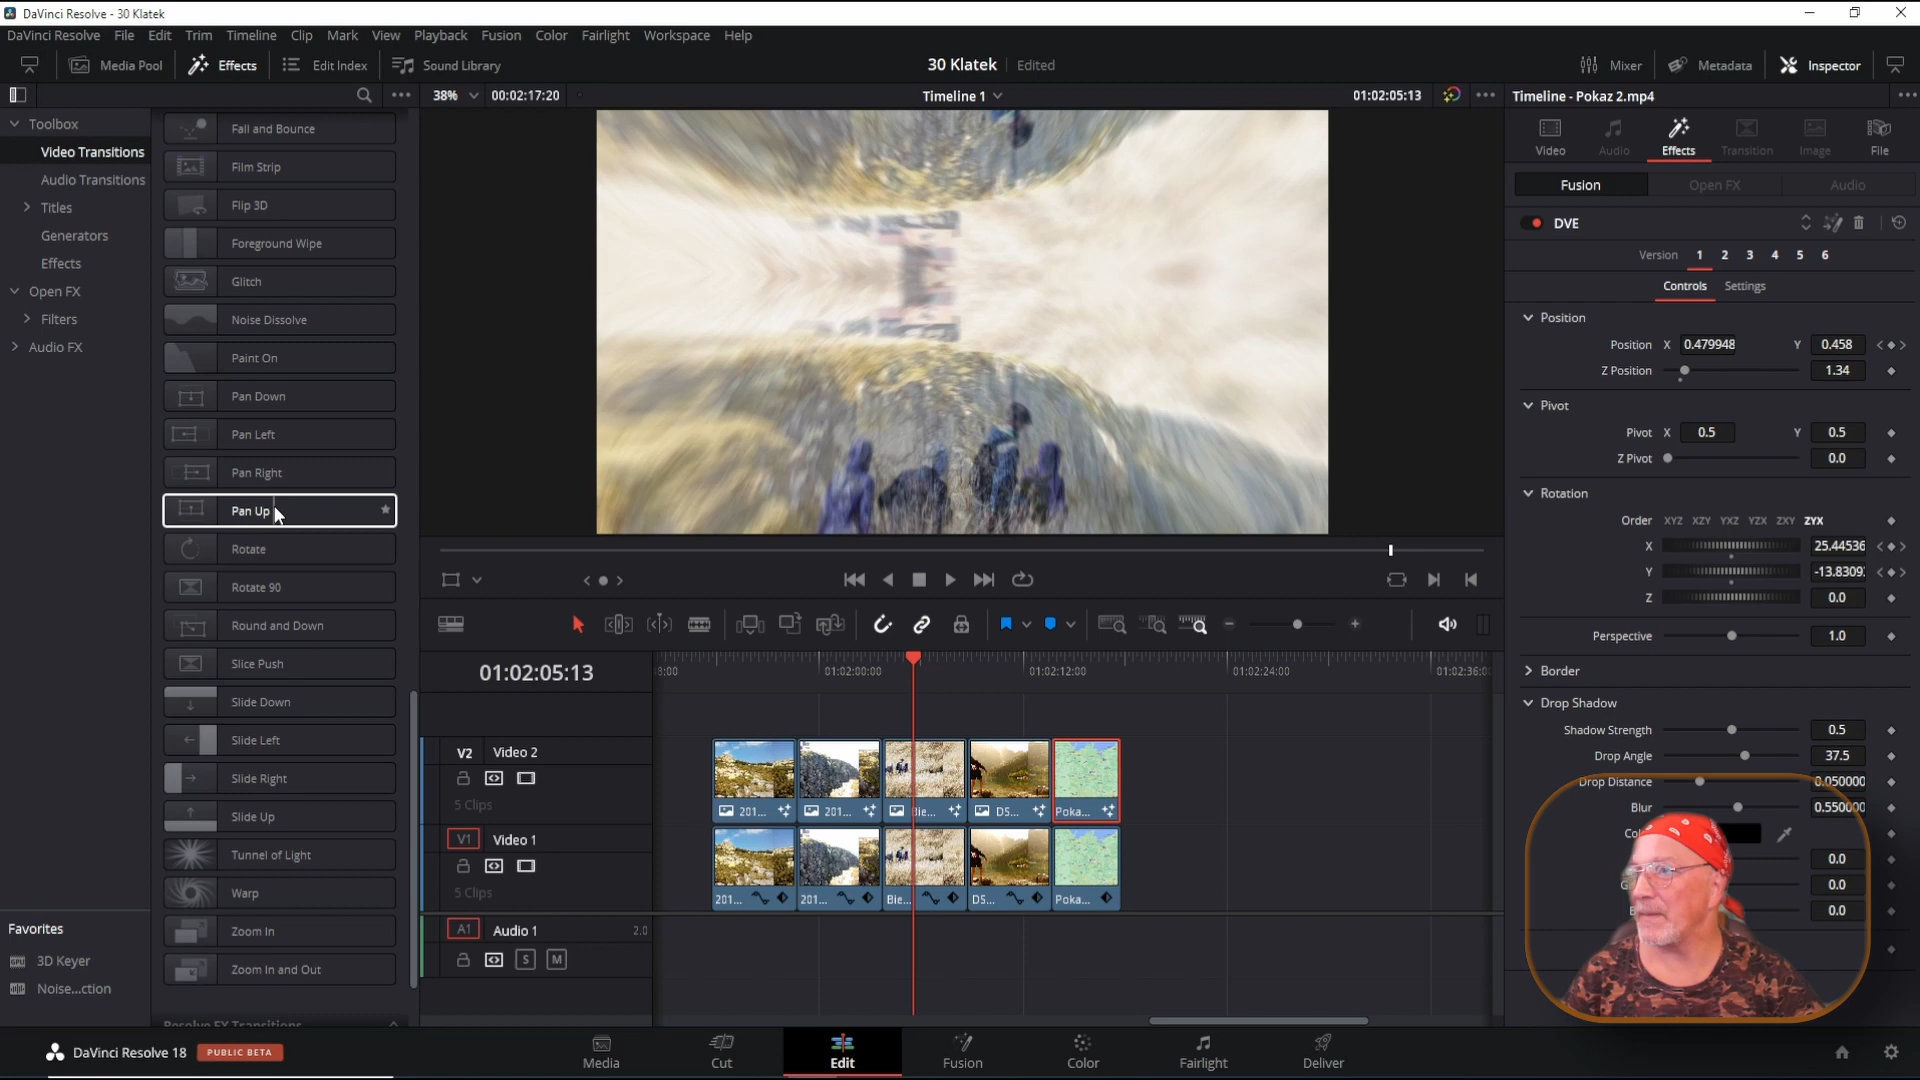 DaVinci Resolve - 30 Klatek
DaVinci Resolve File Edit Trim Timeline Clip Mark View Playback Fusion Color Fairlight Workspace Help
Media Pool Effects Edit Index Sound Library
30 Klatek Edited
Mixer Metadata Inspector
38% 00:02:17:20 Timeline 1 01:02:05:13
Timeline - Pokaz 2.mp4
Toolbox
Video Transitions
Audio Transitions
Titles
Generators
Effects
Open FX
Filters
Audio FX
Favorites
3D Keyer
Noise...ction
Fall and Bounce
Film Strip
Flip 3D
Foreground Wipe
Glitch
Noise Dissolve
Paint On
Pan Down
Pan Left
Pan Right
Pan Up
Rotate
Rotate 90
Round and Down
Slice Push
Slide Down
Slide Left
Slide Right
Slide Up
Tunnel of Light
Warp
Zoom In
Zoom In and Out
Resolve FX Transitions
01:02:05:13
01:02:00:00 01:02:12:00 01:02:24:00 01:02:36:0
V2 Video 2
5 Clips
201... 201... Bie... DS... Poka...
V1 Video 1
5 Clips
201... 201... Bie... DS... Poka...
A1 Audio 1 2.0
S M
Video Audio Effects Transition Image File
Fusion Open FX Audio
DVE
Version 1 2 3 4 5 6
Controls Settings
Position
Position X 0.479948 Y 0.458
Z Position 1.34
Pivot
Pivot X 0.5 Y 0.5
Z Pivot 0.0
Rotation
Order XYZ XZY YXZ YZX ZXY ZYX
X 25.44536
Y -13.8309
Z 0.0
Perspective 1.0
Border
Drop Shadow
Shadow Strength 0.5
Drop Angle 37.5
Drop Distance 0.050000
Blur 0.550000
0.0
0.0
0.0
DaVinci Resolve 18 PUBLIC BETA
Media Cut Edit Fusion Color Fairlight Deliver